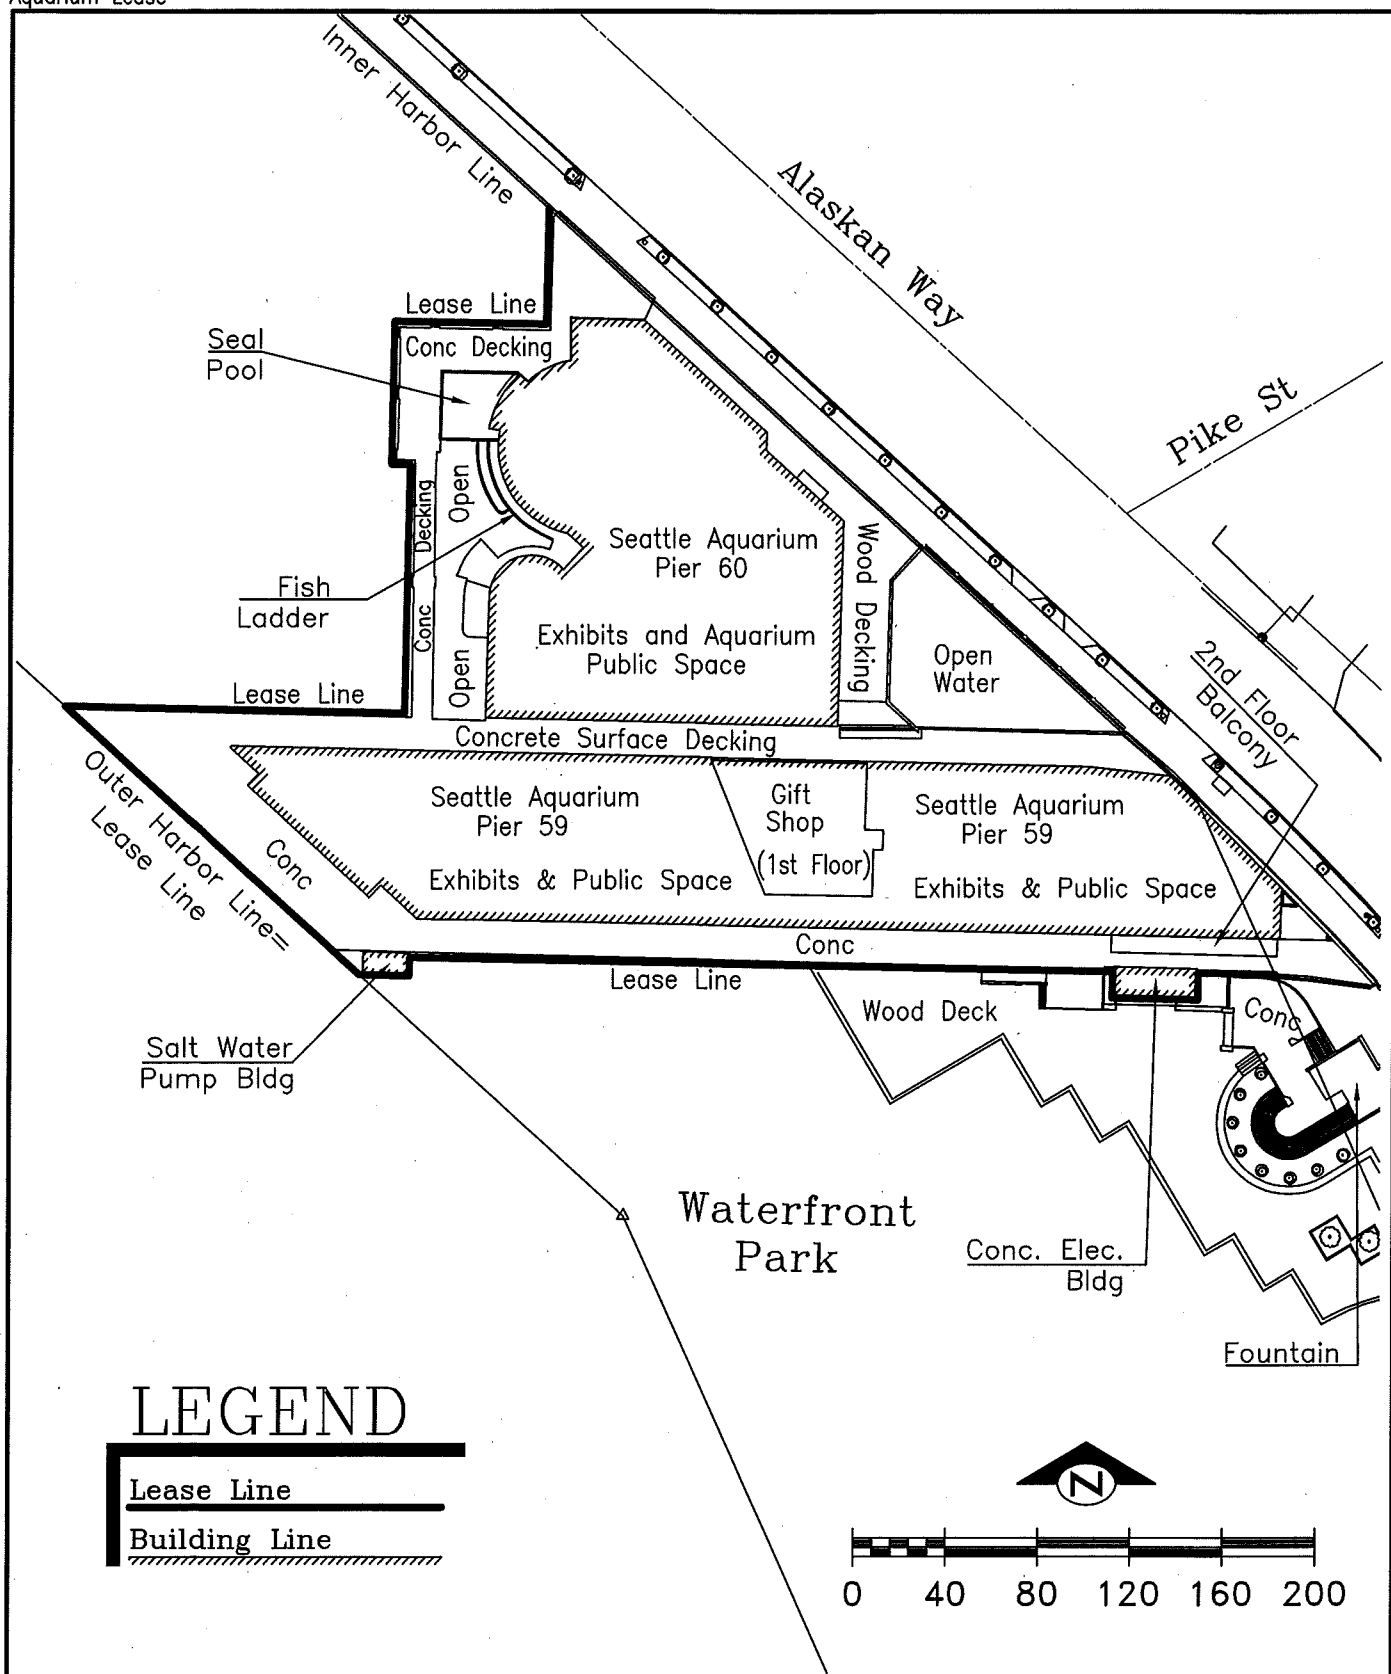 Aquarium Lease
Inner Harbor Line
Alaskan Way
Pike St
Lease Line
Conc Decking
Seal
Pool
Open
Conc Decking
Fish
Ladder
Seattle Aquarium
Pier 60
Exhibits and Aquarium
Public Space
Wood Decking
Open
Water
2nd Floor
Balcony
Open
Lease Line
Concrete Surface Decking
Outer Harbor Line=
Lease Line
Conc
Seattle Aquarium
Pier 59
Exhibits & Public Space
Gift
Shop
(1st Floor)
Seattle Aquarium
Pier 59
Exhibits & Public Space
Conc
Lease Line
Wood Deck
Conc
Salt Water
Pump Bldg
Waterfront
Park
Conc. Elec.
Bldg
Fountain
LEGEND
Lease Line
Building Line
N
0 40 80 120 160 200